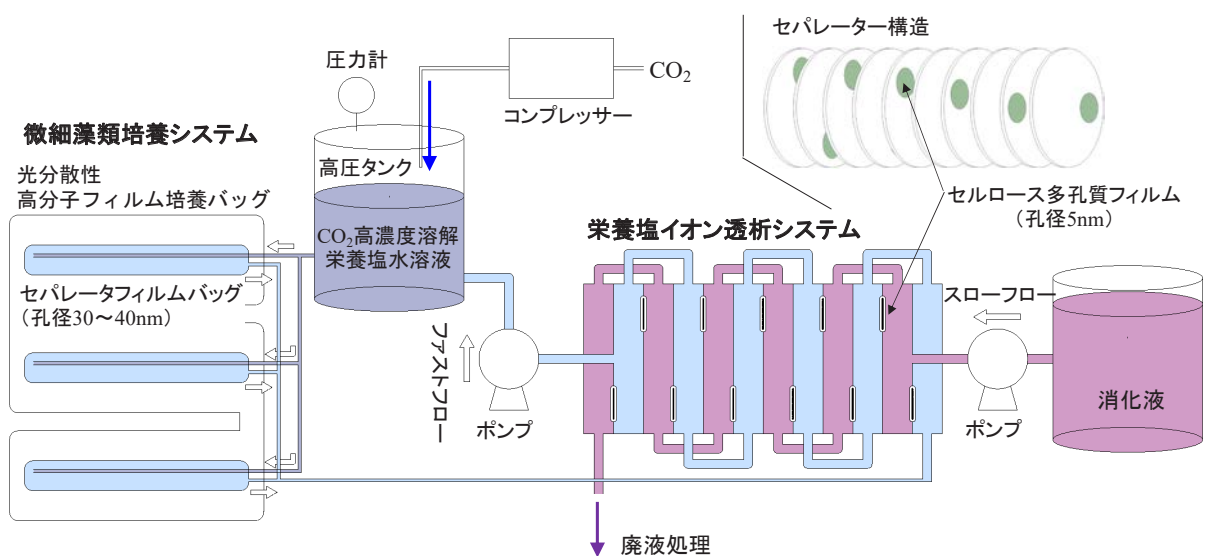 セパレーター構造
圧力計
CO2
コンプレッサー
微細藻類培養システム
高圧タンク
光分散性
高分子フィルム培養バッグ
セルロース多孔質フィルム
（孔径5nm）
CO2高濃度溶解
栄養塩水溶液
栄養塩イオン透析システム
セパレータフィルムバッグ
（孔径30～40nm）
スローフロー
ファストフロー
消化液
ポンプ
ポンプ
廃液処理